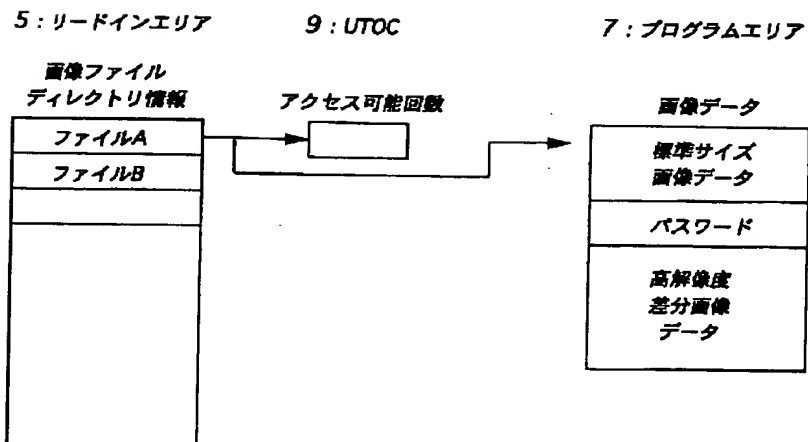 5：リードインエリア
9：UTOC
7：プログラムエリア
画像ファイル
ディレクトリ情報
ファイルA
ファイルB
アクセス可能回数
画像データ
標準サイズ
画像データ
パスワード
高解像度
差分画像
データ